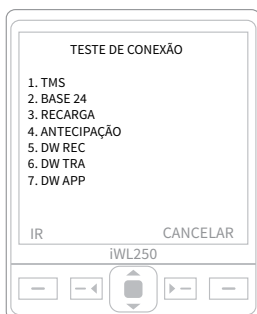 TESTE DE CONEXÃO
1. TMS
2. BASE 24
3. RECARGA
4. ANTECIPAÇÃO
5. DW REC
6. DW TRA
7. DW APP
IR CANCELAR
iWL250